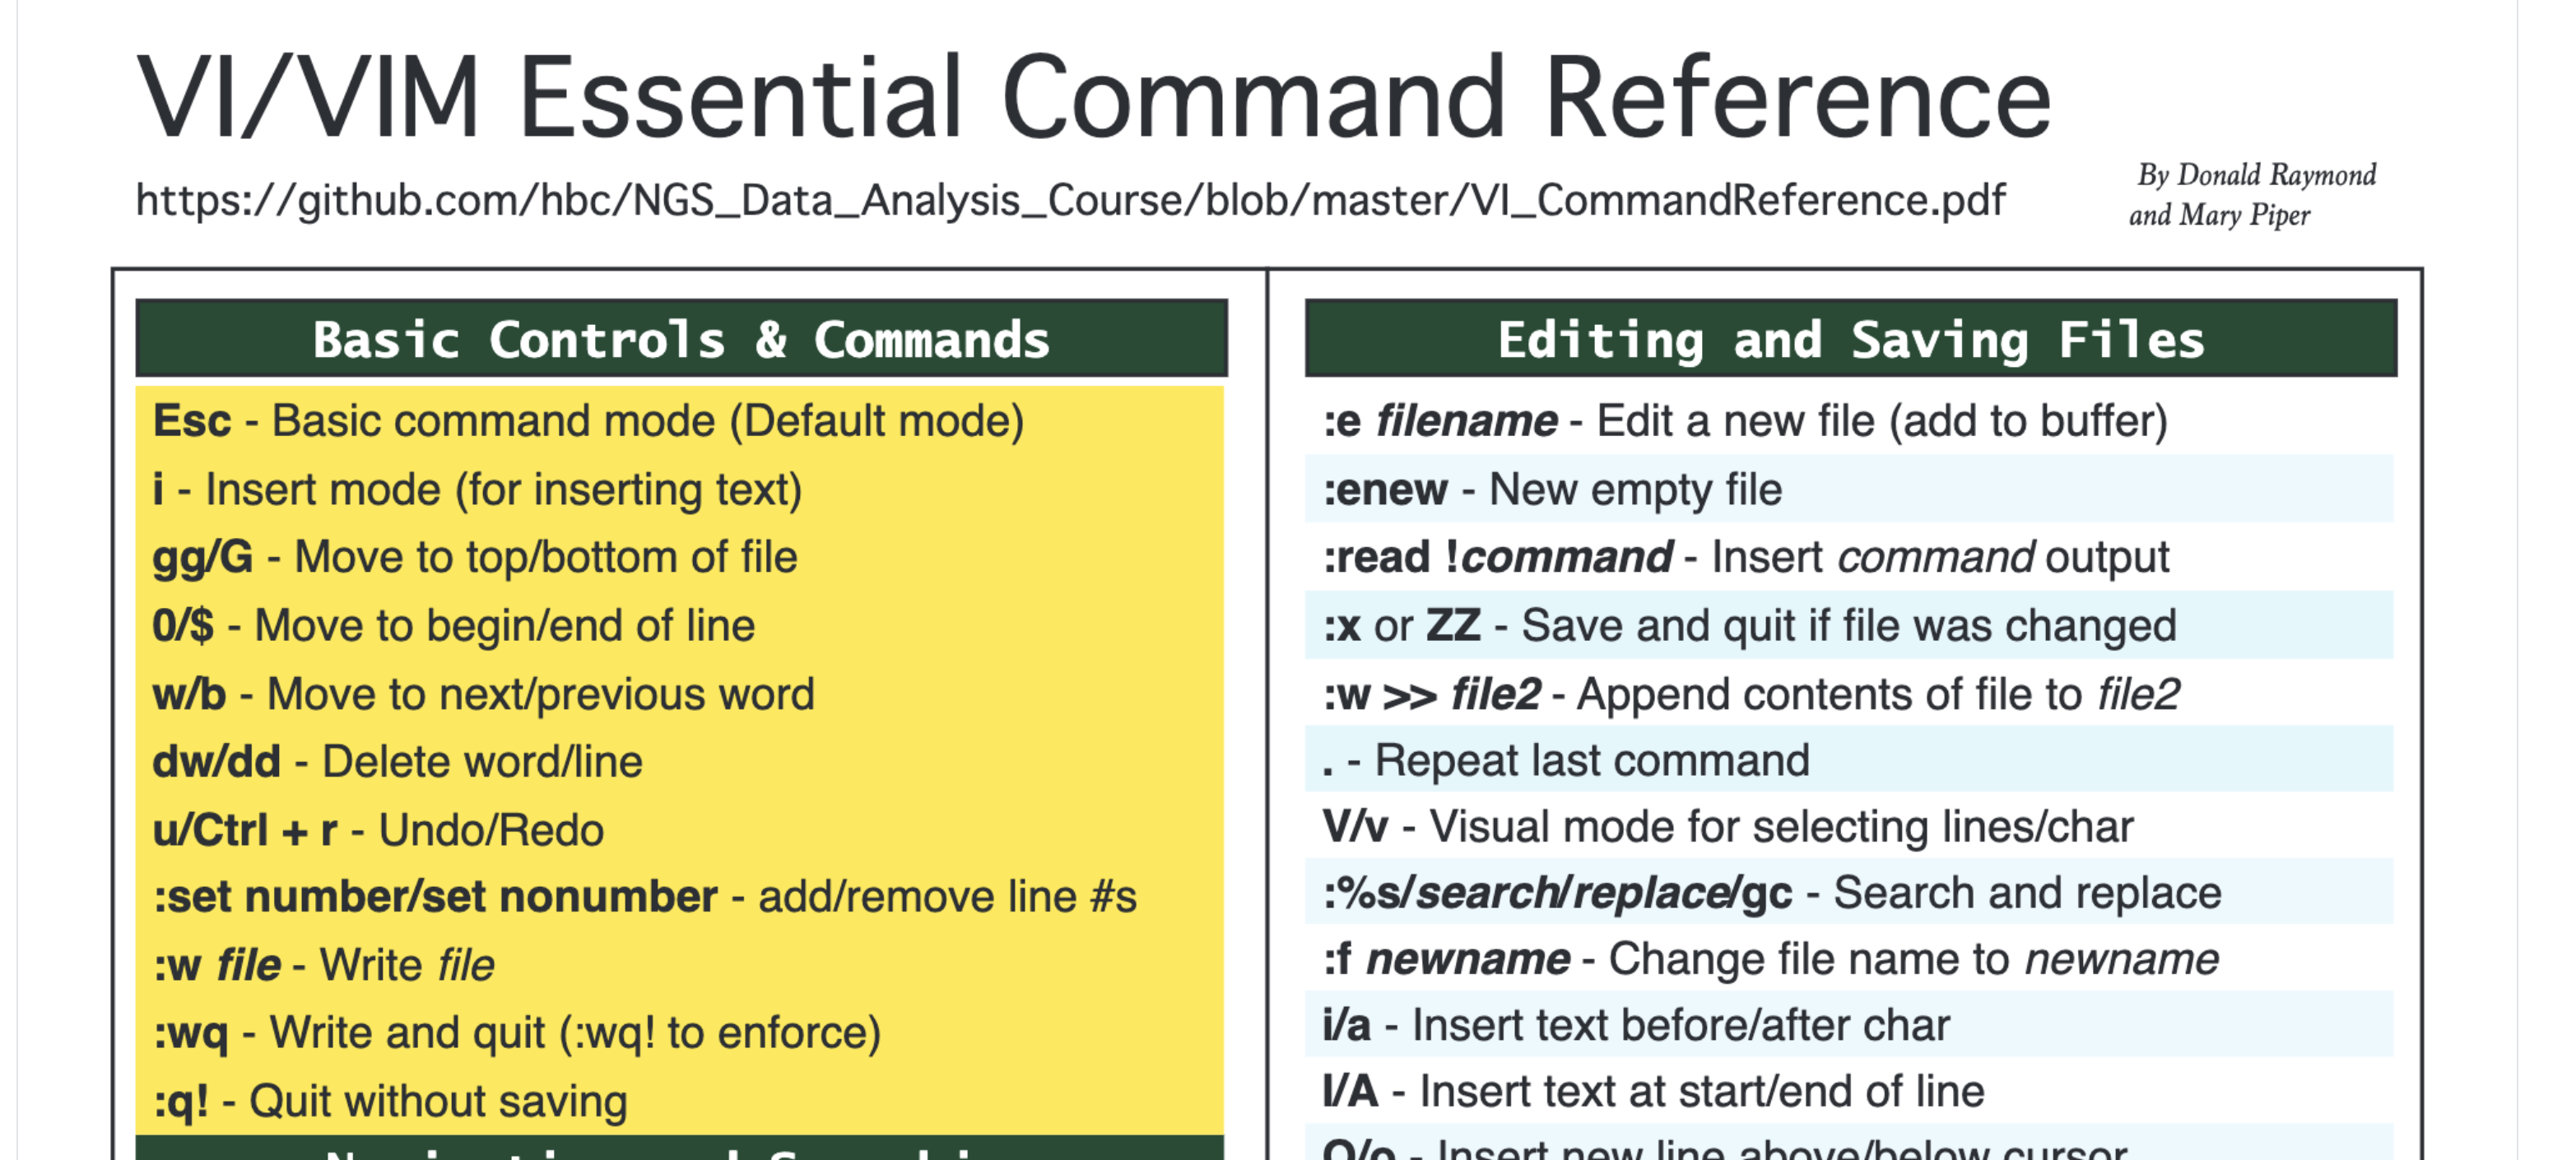 VI/VIM Essential Command Reference
https://github.com/hbc/NGS_Data_Analysis_Course/blob/master/VI_CommandReference.pdf
By Donald Raymond
and Mary Piper
Basic Controls & Commands
Esc - Basic command mode (Default mode)
i - Insert mode (for inserting text)
gg/G - Move to top/bottom of file
0/$ - Move to begin/end of line
w/b - Move to next/previous word
dw/dd - Delete word/line
u/Ctrl + r - Undo/Redo
:set number/set nonumber - add/remove line #s
:w file - Write file
:wq - Write and quit (:wq! to enforce)
:q! - Quit without saving
Editing and Saving Files
:e filename - Edit a new file (add to buffer)
:enew - New empty file
:read !command - Insert command output
:x or ZZ - Save and quit if file was changed
:w >> file2 - Append contents of file to file2
. - Repeat last command
V/v - Visual mode for selecting lines/char
:%s/search/replace/gc - Search and replace
:f newname - Change file name to newname
i/a - Insert text before/after char
I/A - Insert text at start/end of line
O/o - Insert new line above/below cursor